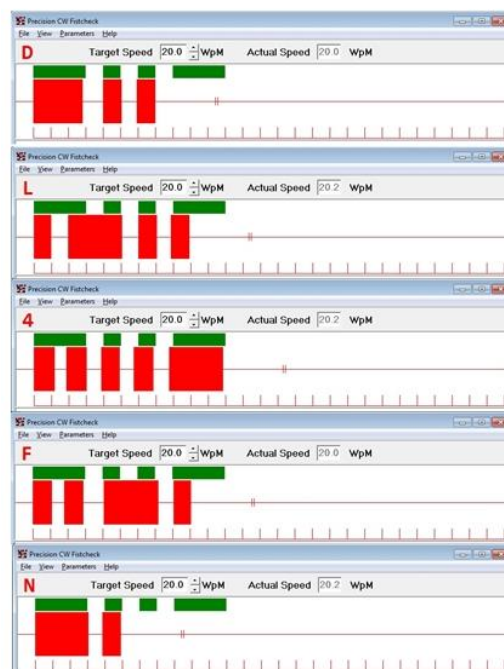 Precision CW Fistcheck
File View Parameters Help
D Target Speed 20.0 WpM Actual Speed 20.0 WpM
Precision CW Fistcheck
File View Parameters Help
L Target Speed 20.0 WpM Actual Speed 20.2 WpM
Precision CW Fistcheck
File View Parameters Help
4 Target Speed 20.0 WpM Actual Speed 20.2 WpM
Precision CW Fistcheck
File View Parameters Help
F Target Speed 20.0 WpM Actual Speed 20.0 WpM
Precision CW Fistcheck
File View Parameters Help
N Target Speed 20.0 WpM Actual Speed 20.2 WpM